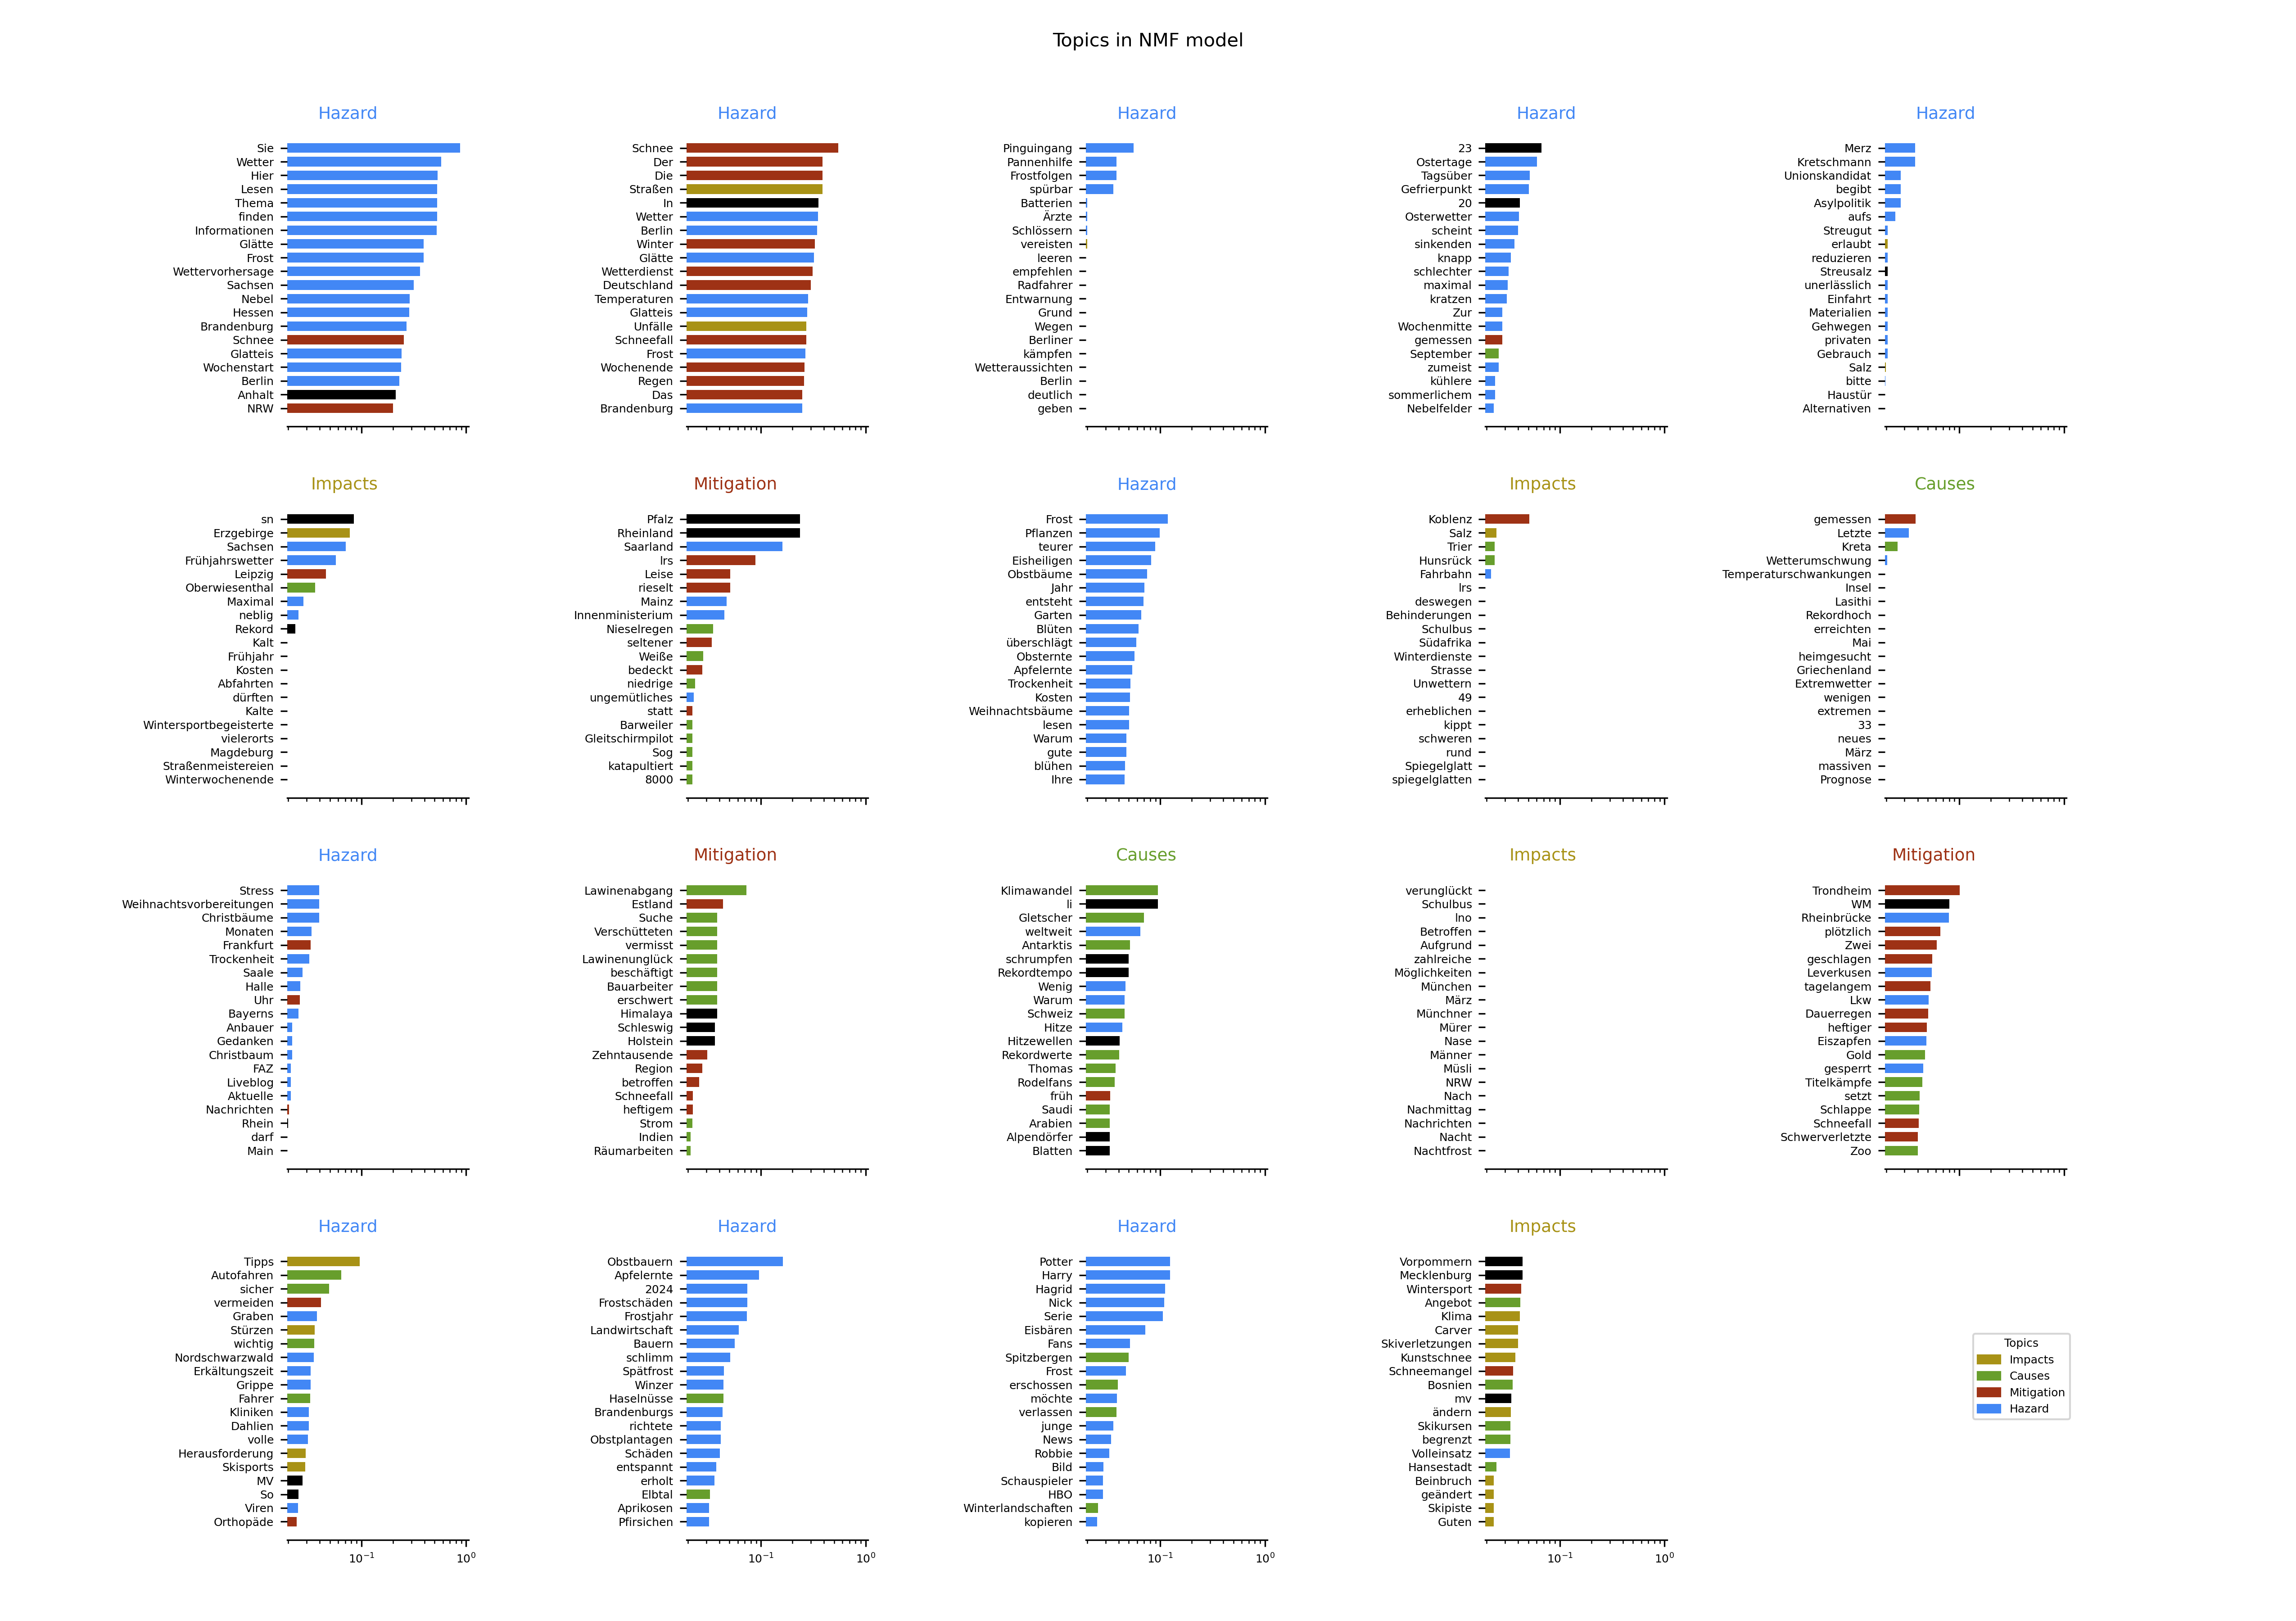 Topics in NMF model
Hazard
Sie
Wetter
Hier
Lesen
Thema
finden
Informationen
Glätte
Frost
Wettervorhersage
Sachsen
Nebel
Hessen
Brandenburg
Schnee
Glatteis
Wochenstart
Berlin
Anhalt
NRW
Hazard
Schnee
Der
Die
Straßen
In
Wetter
Berlin
Winter
Glätte
Wetterdienst
Deutschland
Temperaturen
Glatteis
Unfälle
Schneefall
Frost
Wochenende
Regen
Das
Brandenburg
Hazard
Pinguingang
Pannenhilfe
Frostfolgen
spürbar
Batterien
Ärzte
Schlössern
vereisten
leeren
empfehlen
Radfahrer
Entwarnung
Grund
Wegen
Berliner
kämpfen
Wetteraussichten
Berlin
deutlich
geben
Hazard
23
Ostertage
Tagsüber
Gefrierpunkt
20
Osterwetter
scheint
sinkenden
knapp
schlechter
maximal
kratzen
Zur
Wochenmitte
gemessen
September
zumeist
kühlere
sommerlichem
Nebelfelder
Hazard
Merz
Kretschmann
Unionskandidat
begibt
Asylpolitik
aufs
Streugut
erlaubt
reduzieren
Streusalz
unerlässlich
Einfahrt
Materialien
Gehwegen
privaten
Gebrauch
Salz
bitte
Haustür
Alternativen
Impacts
sn
Erzgebirge
Sachsen
Frühjahrswetter
Leipzig
Oberwiesenthal
Maximal
neblig
Rekord
Kalt
Frühjahr
Kosten
Abfahrten
dürften
Kalte
Wintersportbegeisterte
vielerorts
Magdeburg
Straßenmeistereien
Winterwochenende
Mitigation
Pfalz
Rheinland
Saarland
lrs
Leise
rieselt
Mainz
Innenministerium
Nieselregen
seltener
Weiße
bedeckt
niedrige
ungemütliches
statt
Barweiler
Gleitschirmpilot
Sog
katapultiert
8000
Hazard
Frost
Pflanzen
teurer
Eisheiligen
Obstbäume
Jahr
entsteht
Garten
Blüten
überschlägt
Obsternte
Apfelernte
Trockenheit
Kosten
Weihnachtsbäume
lesen
Warum
gute
blühen
Ihre
Impacts
Koblenz
Salz
Trier
Hunsrück
Fahrbahn
lrs
deswegen
Behinderungen
Schulbus
Südafrika
Winterdienste
Strasse
Unwettern
49
erheblichen
kippt
schweren
rund
Spiegelglatt
spiegelglatten
Causes
gemessen
Letzte
Kreta
Wetterumschwung
Temperaturschwankungen
Insel
Lasithi
Rekordhoch
erreichten
Mai
heimgesucht
Griechenland
Extremwetter
wenigen
extremen
33
neues
März
massiven
Prognose
Hazard
Stress
Weihnachtsvorbereitungen
Christbäume
Monaten
Frankfurt
Trockenheit
Saale
Halle
Uhr
Bayerns
Anbauer
Gedanken
Christbaum
FAZ
Liveblog
Aktuelle
Nachrichten
Rhein
darf
Main
Mitigation
Lawinenabgang
Estland
Suche
Verschütteten
vermisst
Lawinenunglück
beschäftigt
Bauarbeiter
erschwert
Himalaya
Schleswig
Holstein
Zehntausende
Region
betroffen
Schneefall
heftigem
Strom
Indien
Räumarbeiten
Causes
Klimawandel
li
Gletscher
weltweit
Antarktis
schrumpfen
Rekordtempo
Wenig
Warum
Schweiz
Hitze
Hitzewellen
Rekordwerte
Thomas
Rodelfans
früh
Saudi
Arabien
Alpendörfer
Blatten
Impacts
verunglückt
Schulbus
lno
Betroffen
Aufgrund
zahlreiche
Möglichkeiten
München
März
Münchner
Mürer
Nase
Männer
Müsli
NRW
Nach
Nachmittag
Nachrichten
Nacht
Nachtfrost
Mitigation
Trondheim
WM
Rheinbrücke
plötzlich
Zwei
geschlagen
Leverkusen
tagelangem
Lkw
Dauerregen
heftiger
Eiszapfen
Gold
gesperrt
Titelkämpfe
setzt
Schlappe
Schneefall
Schwerverletzte
Zoo
Hazard
Tipps
Autofahren
sicher
vermeiden
Graben
Stürzen
wichtig
Nordschwarzwald
Erkältungszeit
Grippe
Fahrer
Kliniken
Dahlien
volle
Herausforderung
Skisports
MV
So
Viren
Orthopäde
10⁻¹ 10⁰
Hazard
Obstbauern
Apfelernte
2024
Frostschäden
Frostjahr
Landwirtschaft
Bauern
schlimm
Spätfrost
Winzer
Haselnüsse
Brandenburgs
richtete
Obstplantagen
Schäden
entspannt
erholt
Elbtal
Aprikosen
Pfirsichen
10⁻¹ 10⁰
Hazard
Potter
Harry
Hagrid
Nick
Serie
Eisbären
Fans
Spitzbergen
Frost
erschossen
möchte
verlassen
junge
News
Robbie
Bild
Schauspieler
HBO
Winterlandschaften
kopieren
10⁻¹ 10⁰
Impacts
Vorpommern
Mecklenburg
Wintersport
Angebot
Klima
Carver
Skiverletzungen
Kunstschnee
Schneemangel
Bosnien
mv
ändern
Skikursen
begrenzt
Volleinsatz
Hansestadt
Beinbruch
geändert
Skipiste
Guten
10⁻¹ 10⁰
Topics
Impacts
Causes
Mitigation
Hazard